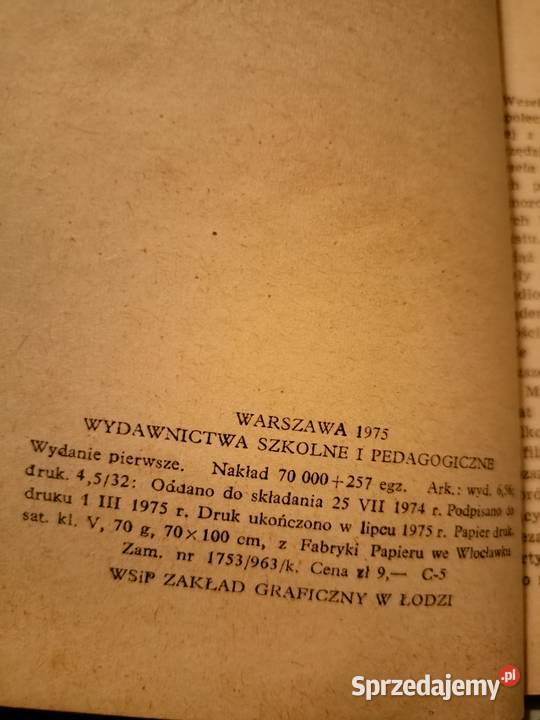 WARSZAWA 1975
WYDAWNICTWA SZKOLNE I PEDAGOGICZNE
Wydanie pierwsze. Nakład 70 000+257 egz. Ark.: wyd. 6,56;
druk. 4,5/32: Oddano do składania 25 VII 1974 r. Podpisano do
druku 1 III 1975 r. Druk ukończono w lipcu 1975 r. Papier druk.
sat. kl. V, 70 g, 70×100 cm, z Fabryki Papieru we Włocławku
Zam. nr 1753/963/k. Cena zł 9,— C-5
WSiP ZAKŁAD GRAFICZNY W ŁODZI
Sprzedajemy.pl